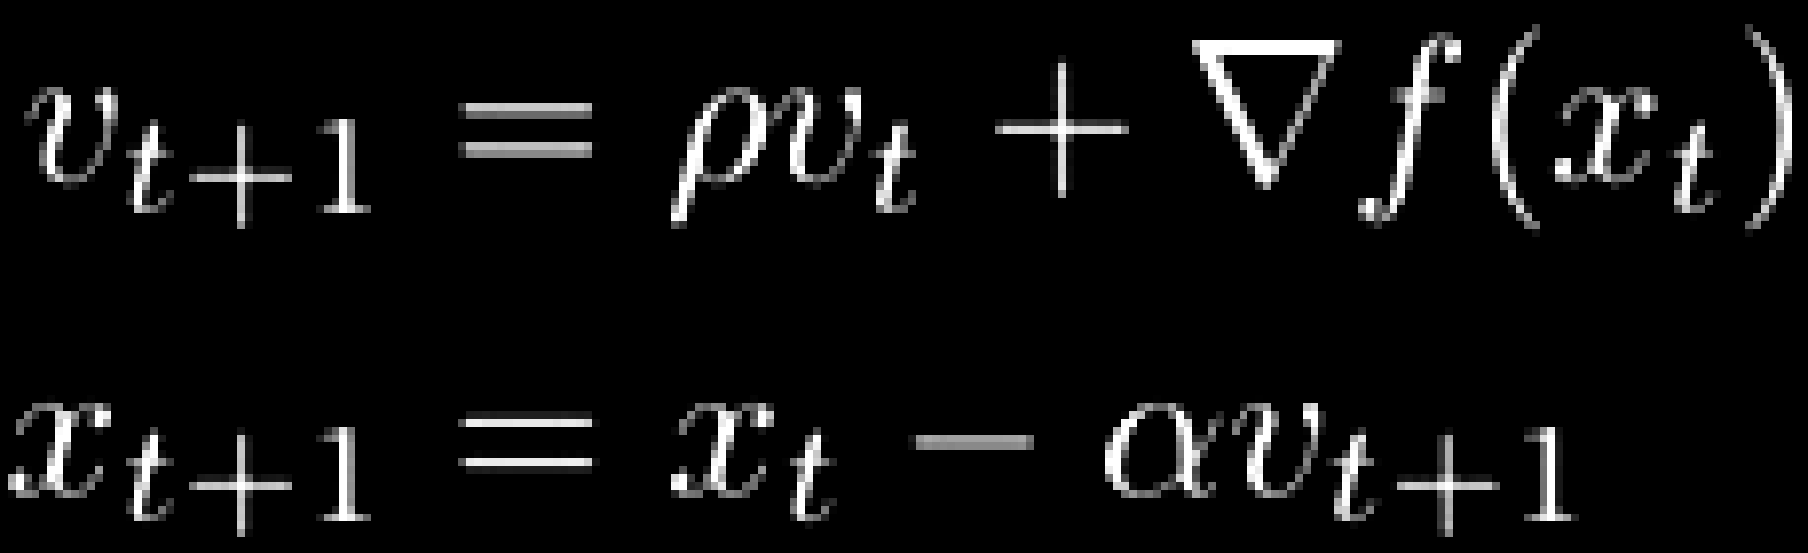 v_{t+1} = ρv_t + ∇f(x_t)
x_{t+1} = x_t − αv_{t+1}